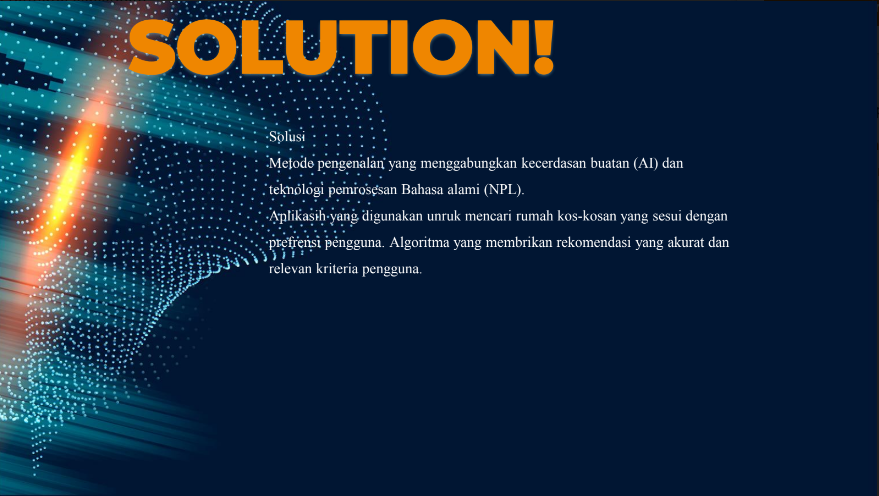 SOLUTION!
Solusi
Metode pengenalan yang menggabungkan kecerdasan buatan (AI) dan
teknologi pemrosesan Bahasa alami (NPL).
Aplikasih yang digunakan unruk mencari rumah kos-kosan yang sesui dengan
prefrensi pengguna. Algoritma yang membrikan rekomendasi yang akurat dan
relevan kriteria pengguna.